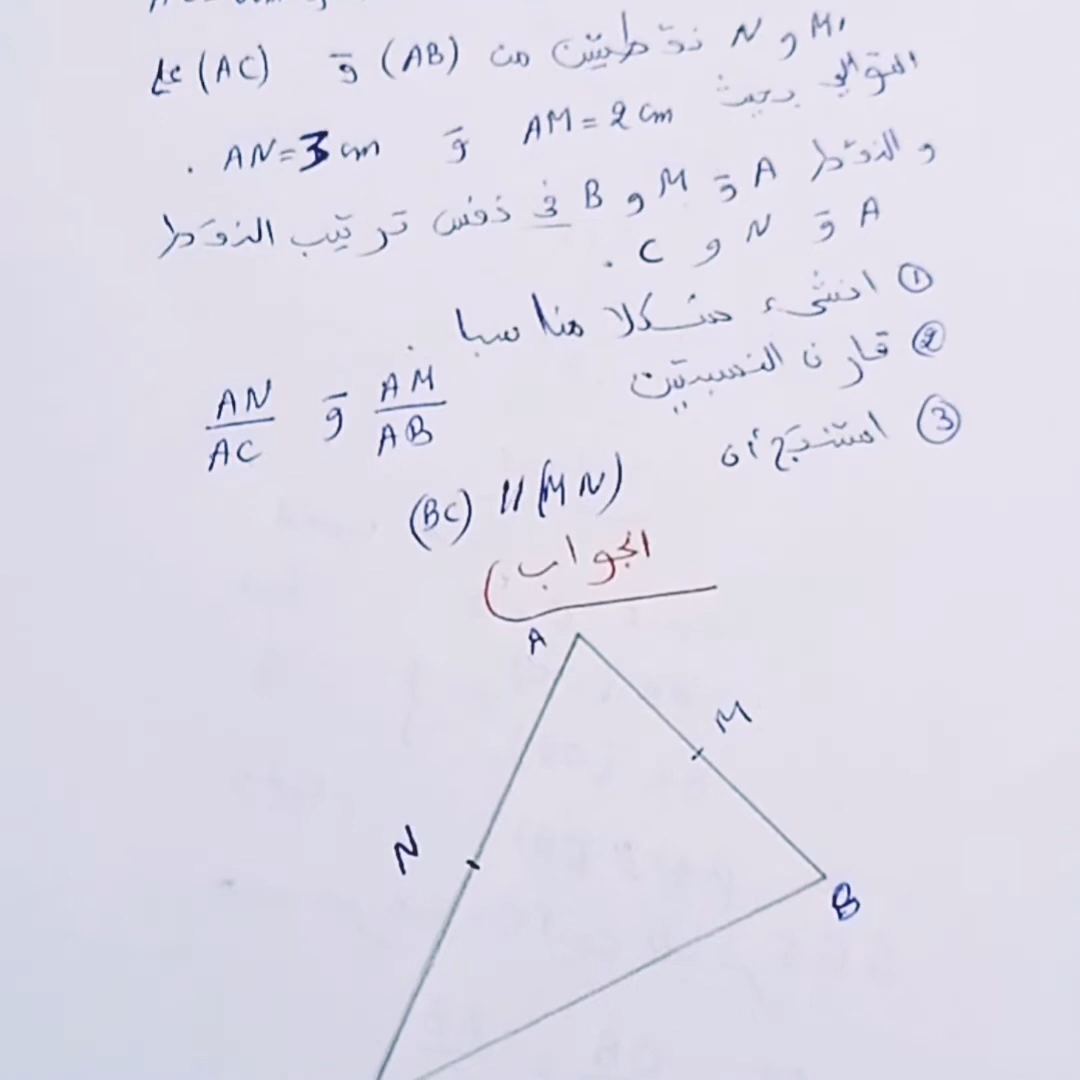 M و N نقطتين من (AB) و (AC) على
التوالي بحيث AM = 2 cm و AN = 3 cm .
و النقط A و M و B في نفس ترتيب النقط
A و N و C .
① انشئ شكلا مناسبا .
② قارن النسبتين AM/AB و AN/AC
③ استنتج أن
(BC) // (MN)
الجواب
A
M
N
B